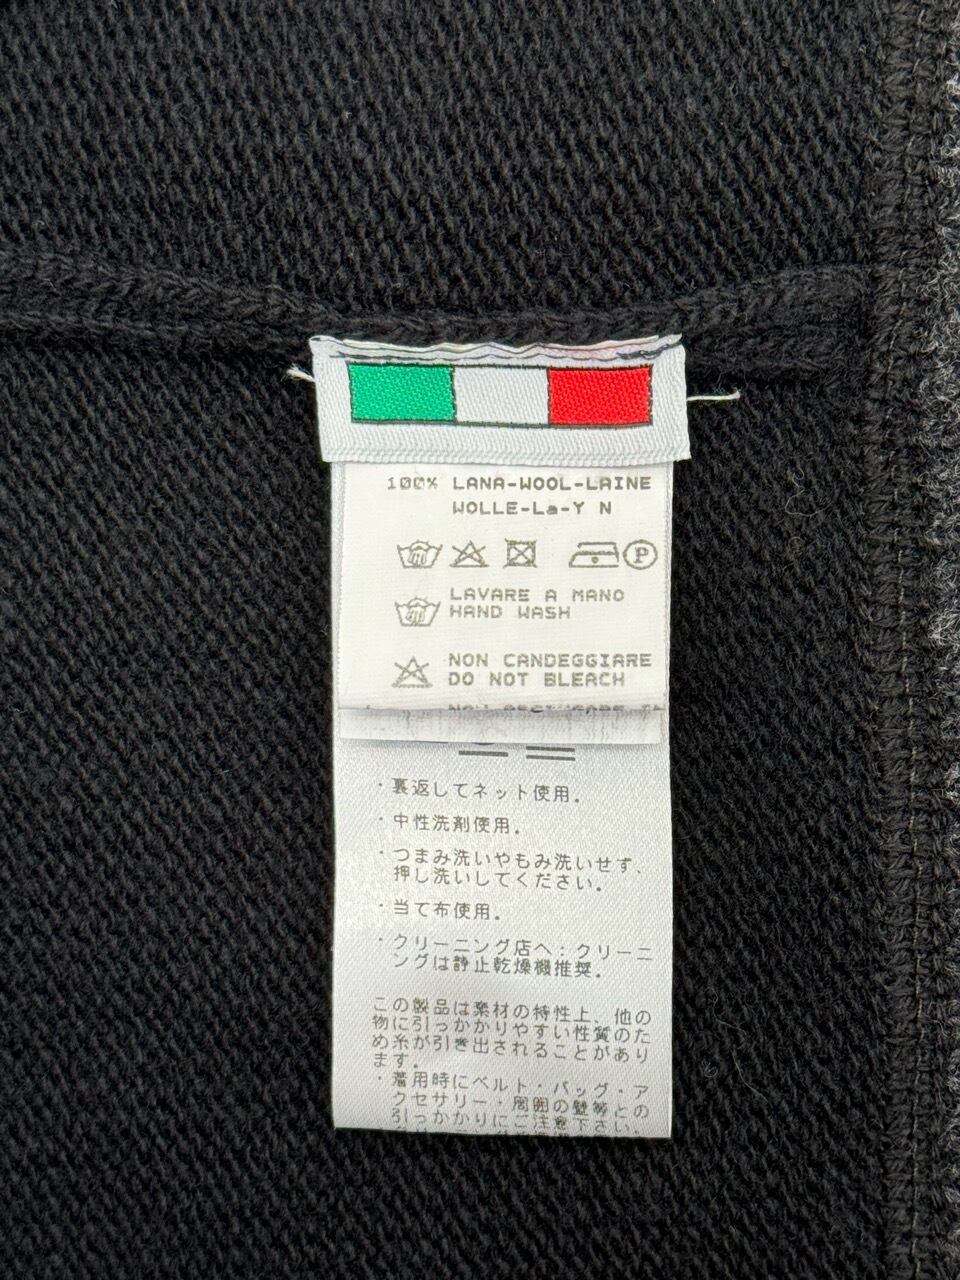 100% LANA-WOOL-LAINE
WOLLE-La-Y N
P
LAVARE A MANO
HAND WASH
NON CANDEGGIARE
DO NOT BLEACH
・裏返してネット使用。
・中性洗剤使用。
・つまみ洗いやもみ洗いせず、
押し洗いしてください。
・当て布使用。
・クリーニング店へ:クリーニ
ングは静止乾燥機推奨。
この製品は素材の特性上、他の
物に引っかかりやすい性質のた
め糸が引き出されることがあり
ます。
・着用時にベルト・バッグ・ア
クセサリー・周囲の壁等との
引っかかりにご注意下さい。